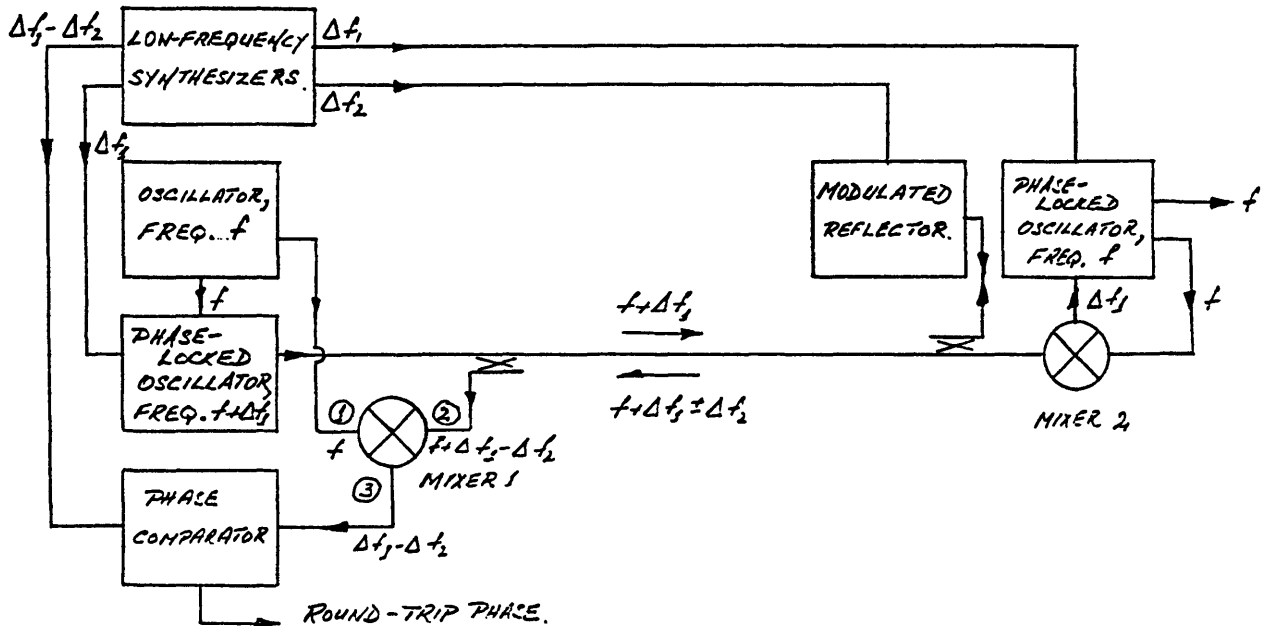 Δf₁-Δf₂
LOW-FREQUENCY
SYNTHESIZERS.
Δf₁
Δf₂
Δf₁
OSCILLATOR,
FREQ... f
f
MODULATED
REFLECTOR.
PHASE-
LOCKED
OSCILLATOR,
FREQ. f
f
Δf₁
f
PHASE-
LOCKED
OSCILLATOR,
FREQ. f+Δf₁
f+Δf₁
f+Δf₁±Δf₂
MIXER 2
①
②
f
f+Δf₁-Δf₂
MIXER 1
③
PHASE
COMPARATOR
Δf₁-Δf₂
ROUND-TRIP PHASE.